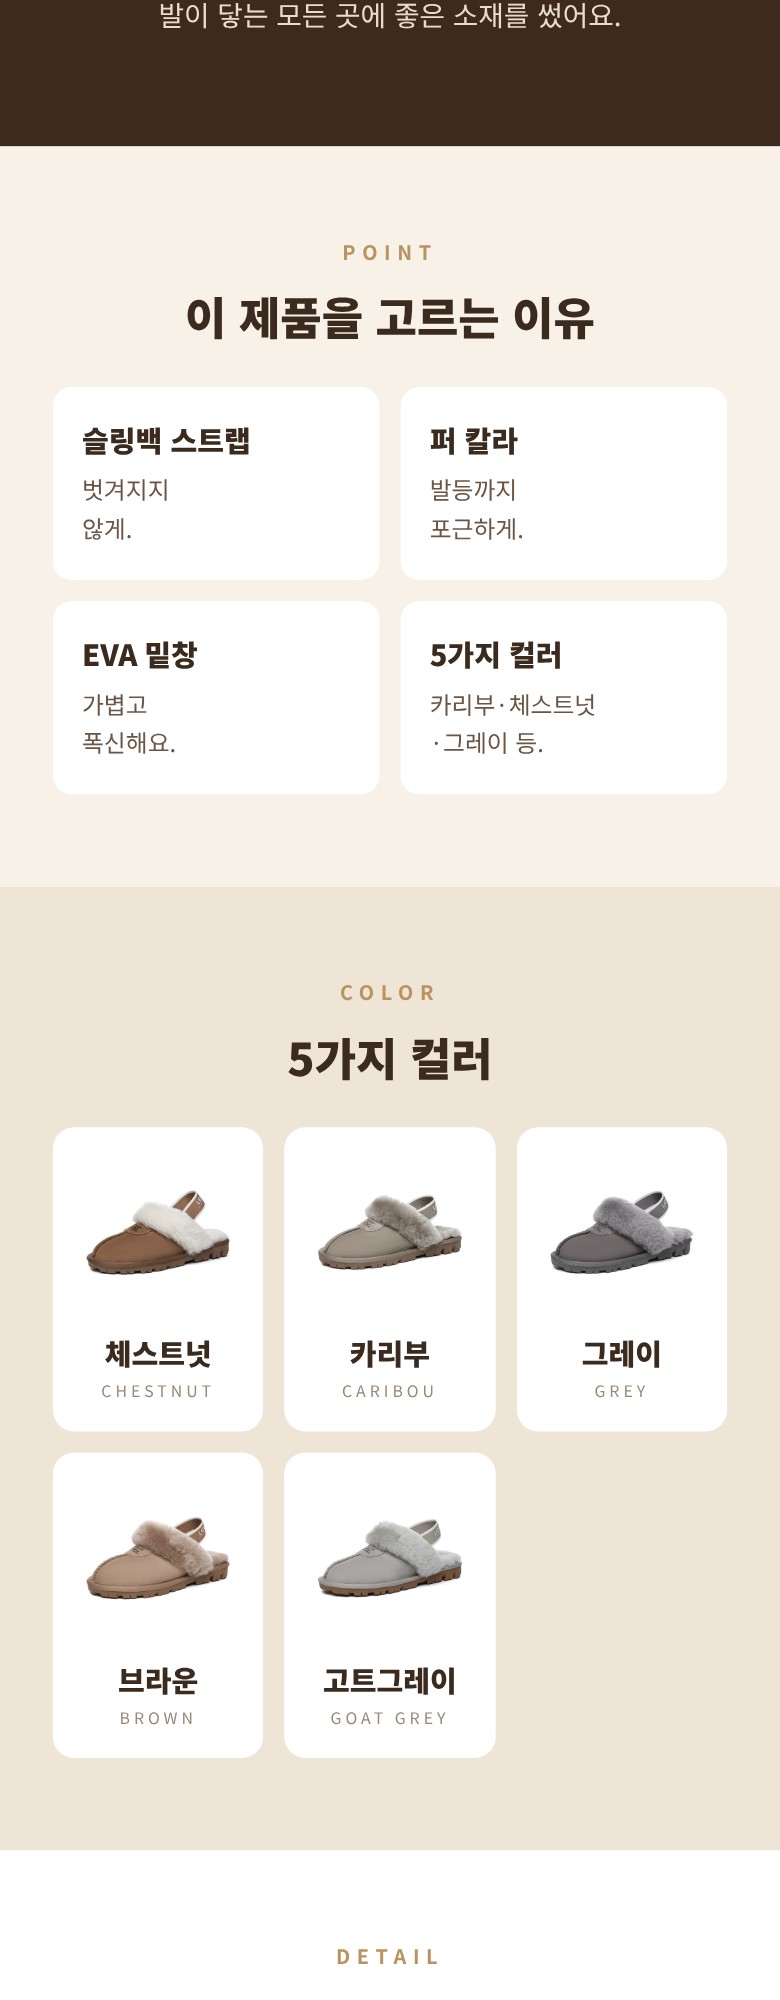 발이 닿는 모든 곳에 좋은 소재를 썼어요.
POINT
이 제품을 고르는 이유
슬링백 스트랩
벗겨지지
않게.
퍼 칼라
발등까지
포근하게.
EVA 밑창
가볍고
폭신해요.
5가지 컬러
카리부·체스트넛
·그레이 등.
COLOR
5가지 컬러
체스트넛
CHESTNUT
카리부
CARIBOU
그레이
GREY
브라운
BROWN
고트그레이
GOAT GREY
DETAIL